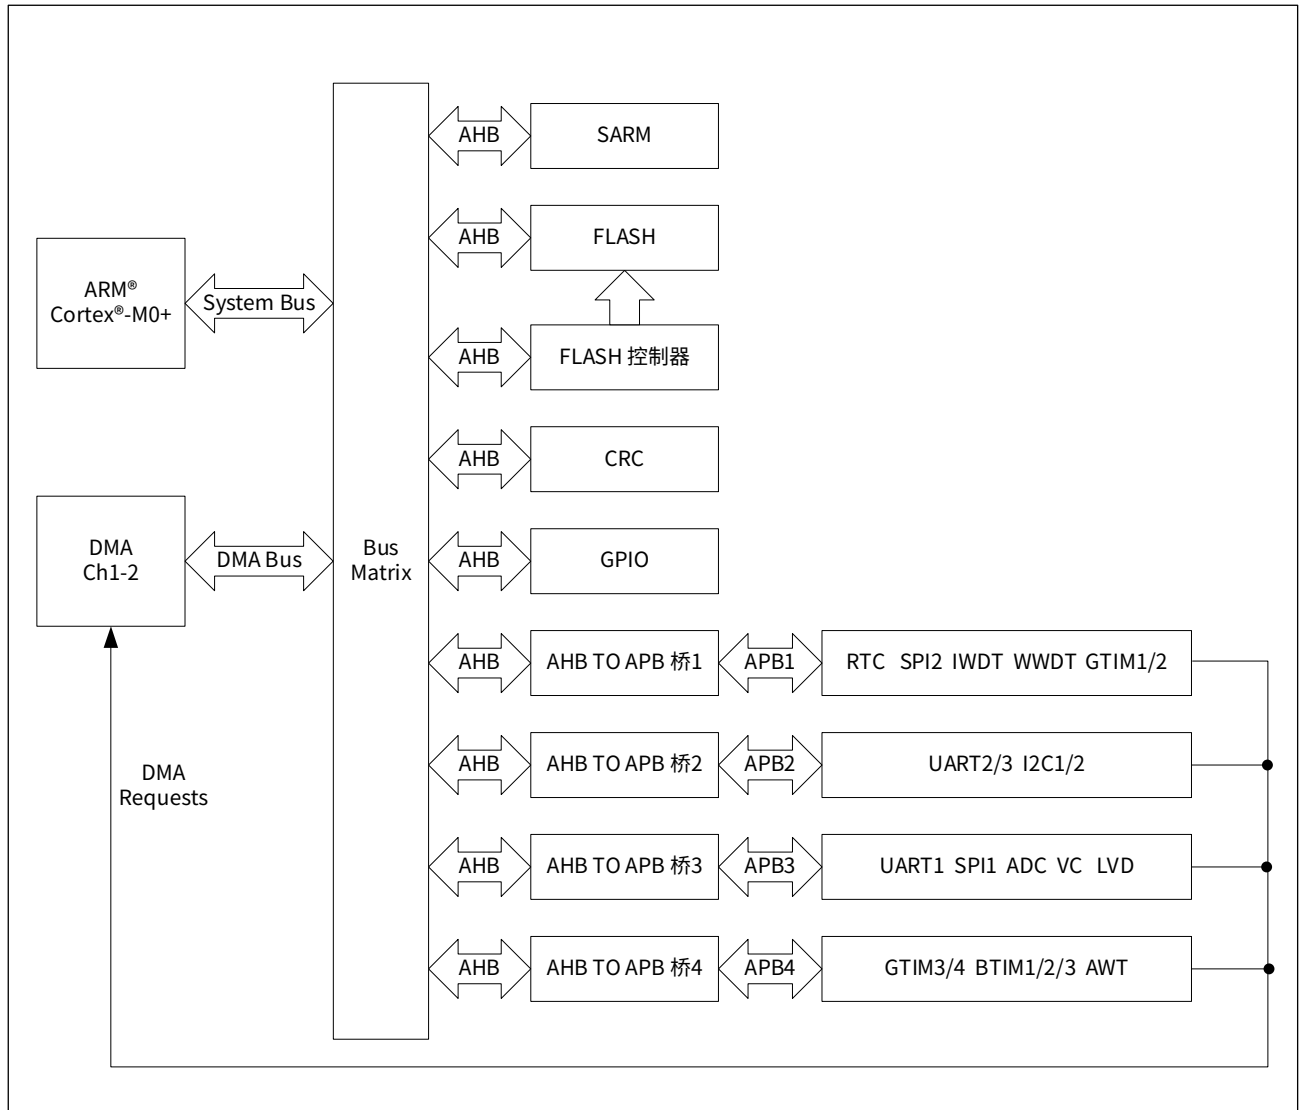 AHB
SARM
AHB
FLASH
ARM®
Cortex®-M0+
System Bus
AHB
FLASH 控制器
AHB
CRC
DMA
Ch1-2
DMA Bus
Bus
Matrix
AHB
GPIO
AHB
AHB TO APB 桥1
APB1
RTC SPI2 IWDT WWDT GTIM1/2
AHB
AHB TO APB 桥2
APB2
UART2/3 I2C1/2
DMA
Requests
AHB
AHB TO APB 桥3
APB3
UART1 SPI1 ADC VC LVD
AHB
AHB TO APB 桥4
APB4
GTIM3/4 BTIM1/2/3 AWT